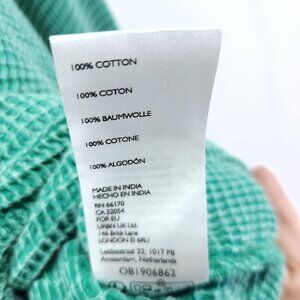 100% COTTON
100% COTON
100% BAUMWOLLE
100% COTONE
100% ALGODÓN
MADE IN INDIA
HECHO EN INDIA
RN 66170
CA 32054
FOR EU
URBN UK Ltd.
146 Brick Lane
LONDON E1 6RU
Leidsestraat 32, 1017 PB
Amsterdam, Netherlands
OB1906862